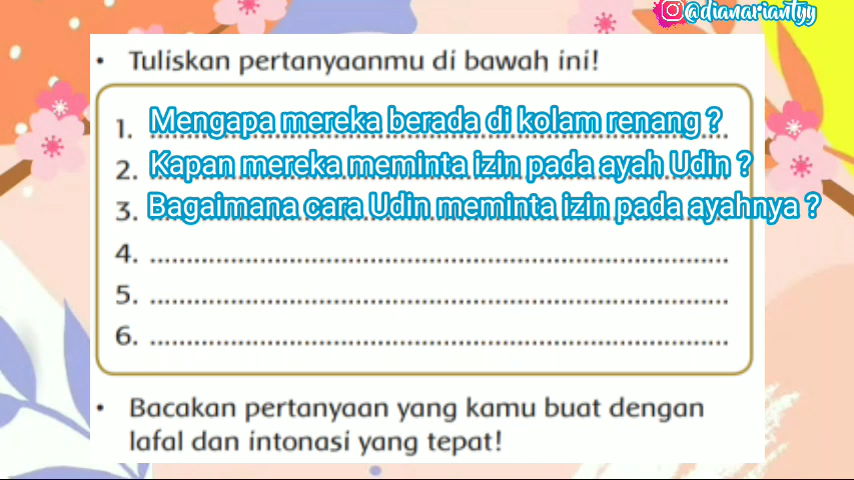 @dianariantyy
• Tuliskan pertanyaanmu di bawah ini!
1. Mengapa mereka berada di kolam renang ?
2. Kapan mereka meminta izin pada ayah Udin ?
3. Bagaimana cara Udin meminta izin pada ayahnya ?
4. ................................................................
5. ................................................................
6. ................................................................
• Bacakan pertanyaan yang kamu buat dengan
lafal dan intonasi yang tepat!